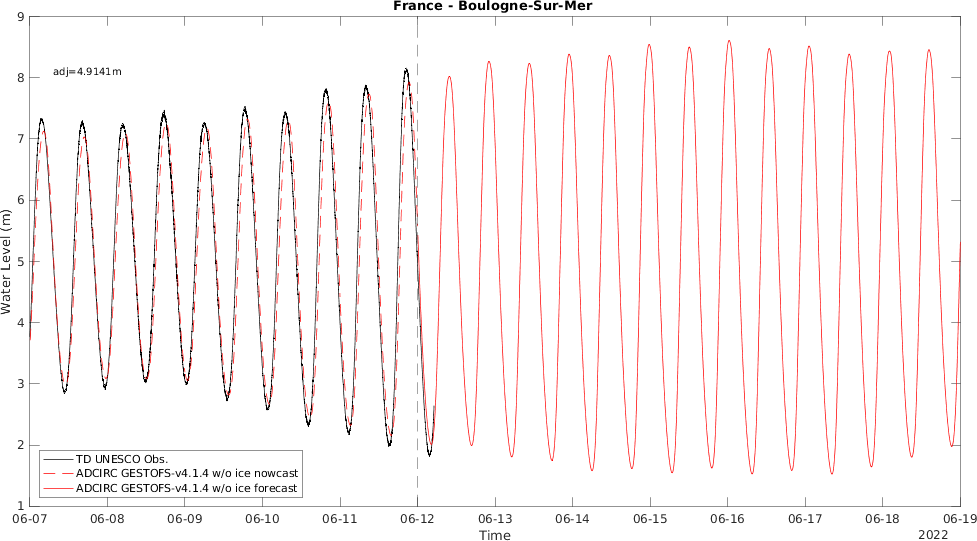 France - Boulogne-Sur-Mer
adj=4.9141m
Water Level (m)
9
8
7
6
5
4
3
2
1
TD UNESCO Obs.
ADCIRC GESTOFS-v4.1.4 w/o ice nowcast
ADCIRC GESTOFS-v4.1.4 w/o ice forecast
06-07 06-08 06-09 06-10 06-11 06-12 06-13 06-14 06-15 06-16 06-17 06-18 06-19
Time
2022